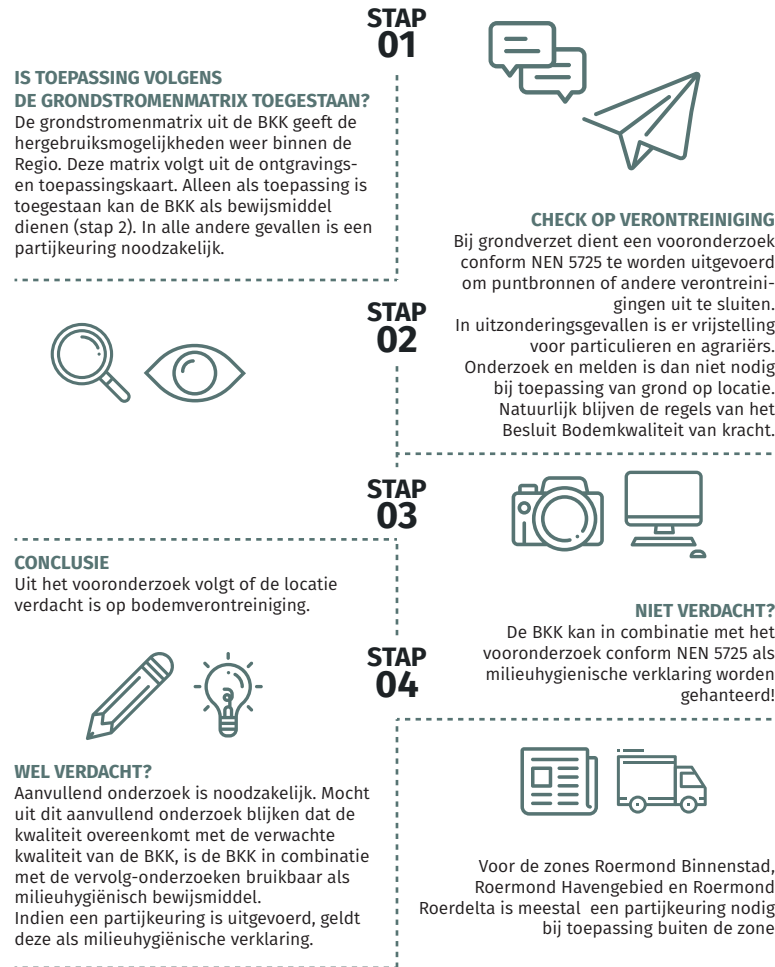 STAP
01
IS TOEPASSING VOLGENS
DE GRONDSTROMENMATRIX TOEGESTAAN?
De grondstromenmatrix uit de BKK geeft de
hergebruiksmogelijkheden weer binnen de
Regio. Deze matrix volgt uit de ontgravings-
en toepassingskaart. Alleen als toepassing is
toegestaan kan de BKK als bewijsmiddel
dienen (stap 2). In alle andere gevallen is een
partijkeuring noodzakelijk.
STAP
02
CHECK OP VERONTREINIGING
Bij grondverzet dient een vooronderzoek
conform NEN 5725 te worden uitgevoerd
om puntbronnen of andere verontreini-
gingen uit te sluiten.
In uitzonderingsgevallen is er vrijstelling
voor particulieren en agrariërs.
Onderzoek en melden is dan niet nodig
bij toepassing van grond op locatie.
Natuurlijk blijven de regels van het
Besluit Bodemkwaliteit van kracht.
STAP
03
CONCLUSIE
Uit het vooronderzoek volgt of de locatie
verdacht is op bodemverontreiniging.
STAP
04
NIET VERDACHT?
De BKK kan in combinatie met het
vooronderzoek conform NEN 5725 als
milieuhygienische verklaring worden
gehanteerd!
WEL VERDACHT?
Aanvullend onderzoek is noodzakelijk. Mocht
uit dit aanvullend onderzoek blijken dat de
kwaliteit overeenkomt met de verwachte
kwaliteit van de BKK, is de BKK in combinatie
met de vervolg-onderzoeken bruikbaar als
milieuhygiënisch bewijsmiddel.
Indien een partijkeuring is uitgevoerd, geldt
deze als milieuhygiënische verklaring.
Voor de zones Roermond Binnenstad,
Roermond Havengebied en Roermond
Roerdelta is meestal  een partijkeuring nodig
bij toepassing buiten de zone